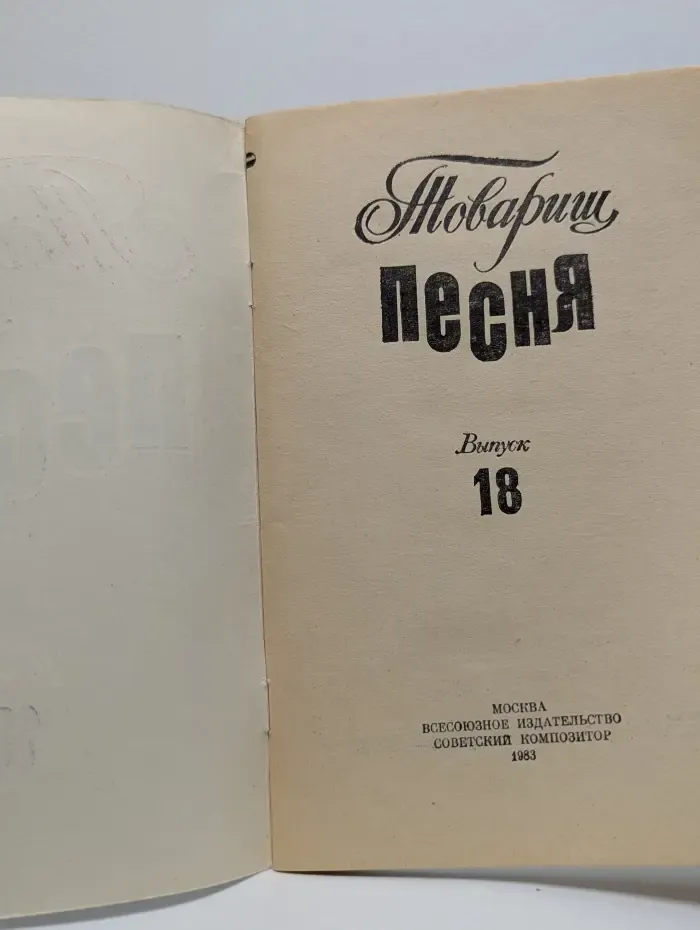 Товарищ
песня
Выпуск
18
МОСКВА
ВСЕСОЮЗНОЕ ИЗДАТЕЛЬСТВО
СОВЕТСКИЙ КОМПОЗИТОР
1983